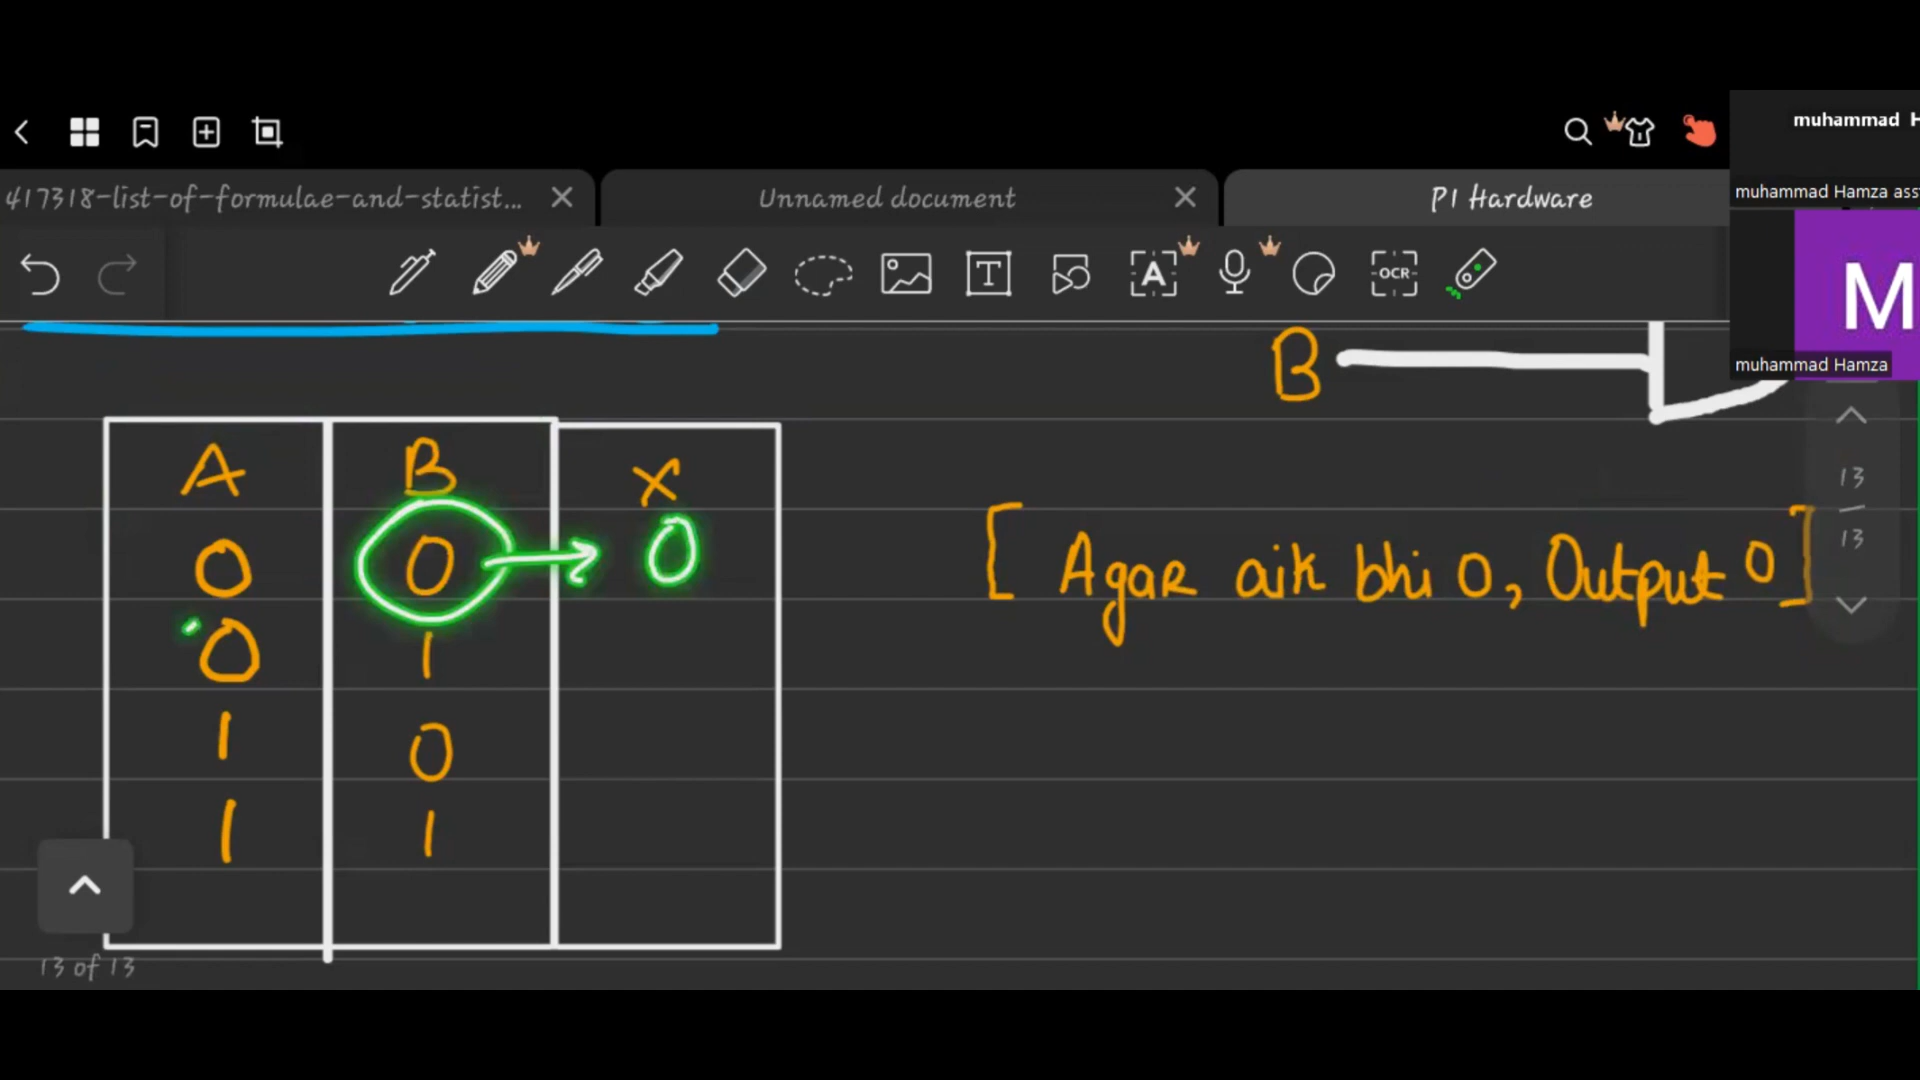 muhammad H
417318-list-of-formulae-and-statist...
Unnamed document
P1 Hardware
muhammad Hamza ass
T
A
OCR
M
muhammad Hamza
B
A B X
0 0 0
0 1
1 0
1 1
[ Agar aik bhi 0, Output 0 ]
13
13
13 of 13